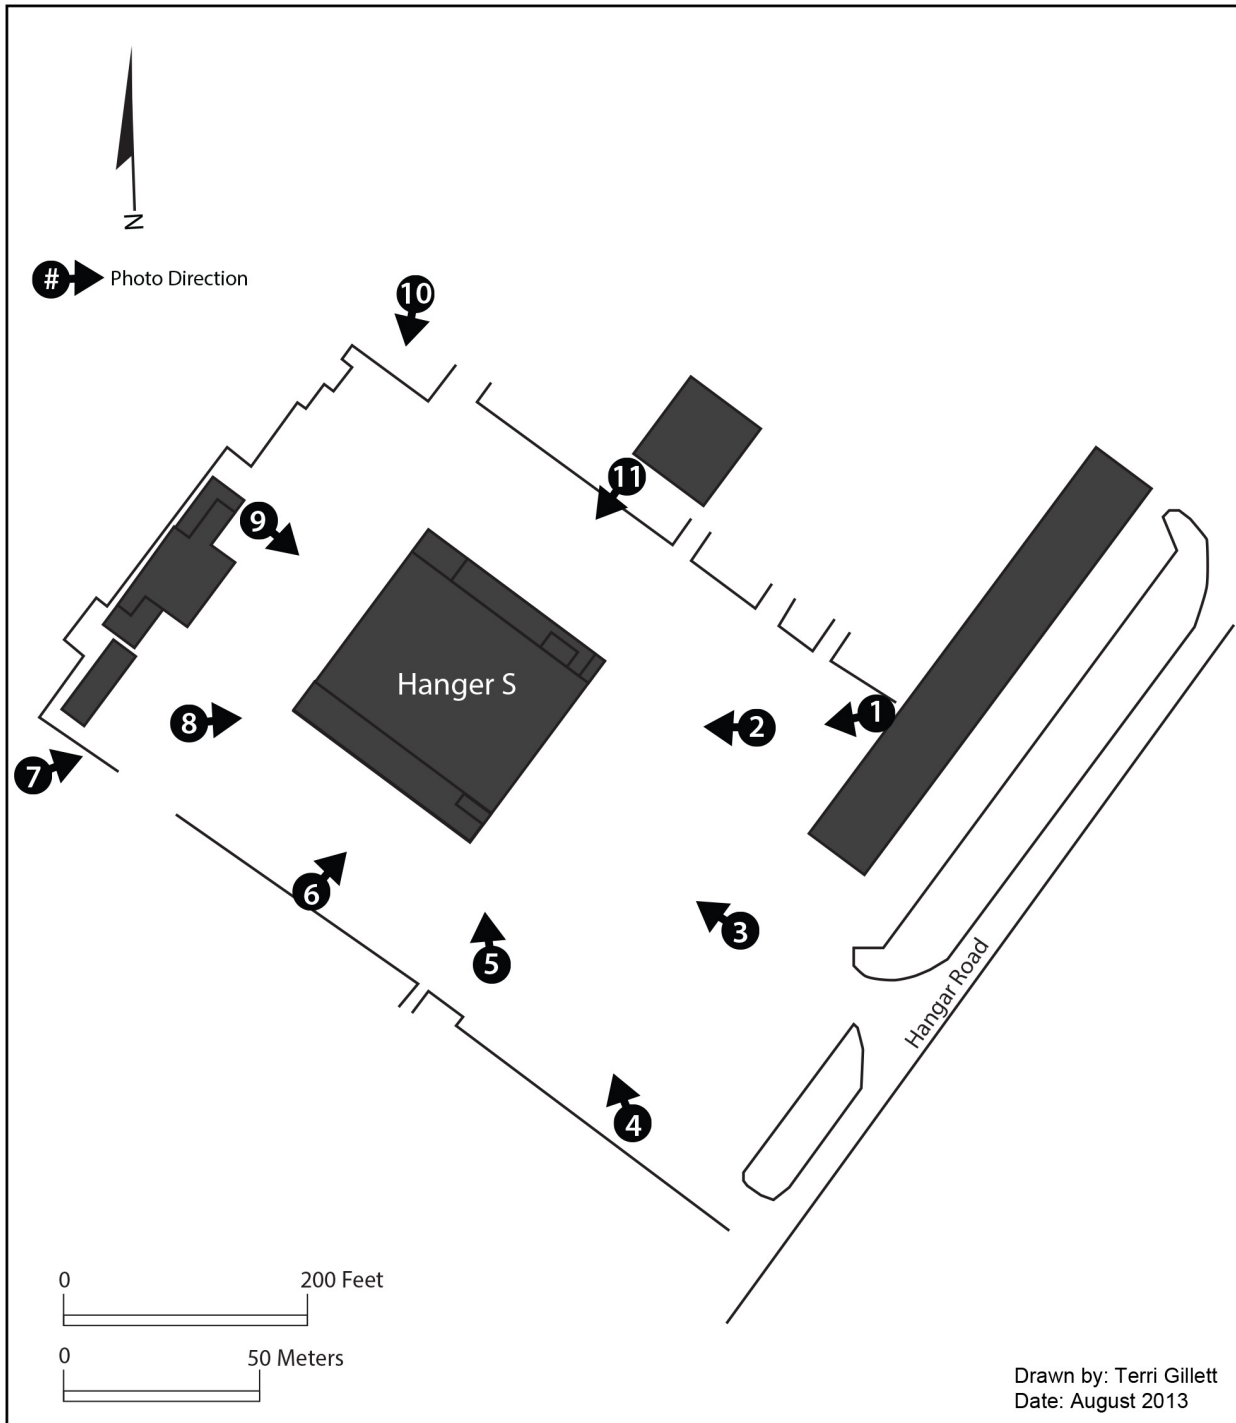 N
# Photo Direction
10
11
9
Hanger S
8
2
1
7
6
3
5
4
Hangar Road
0 200 Feet
0 50 Meters
Drawn by: Terri Gillett
Date: August 2013